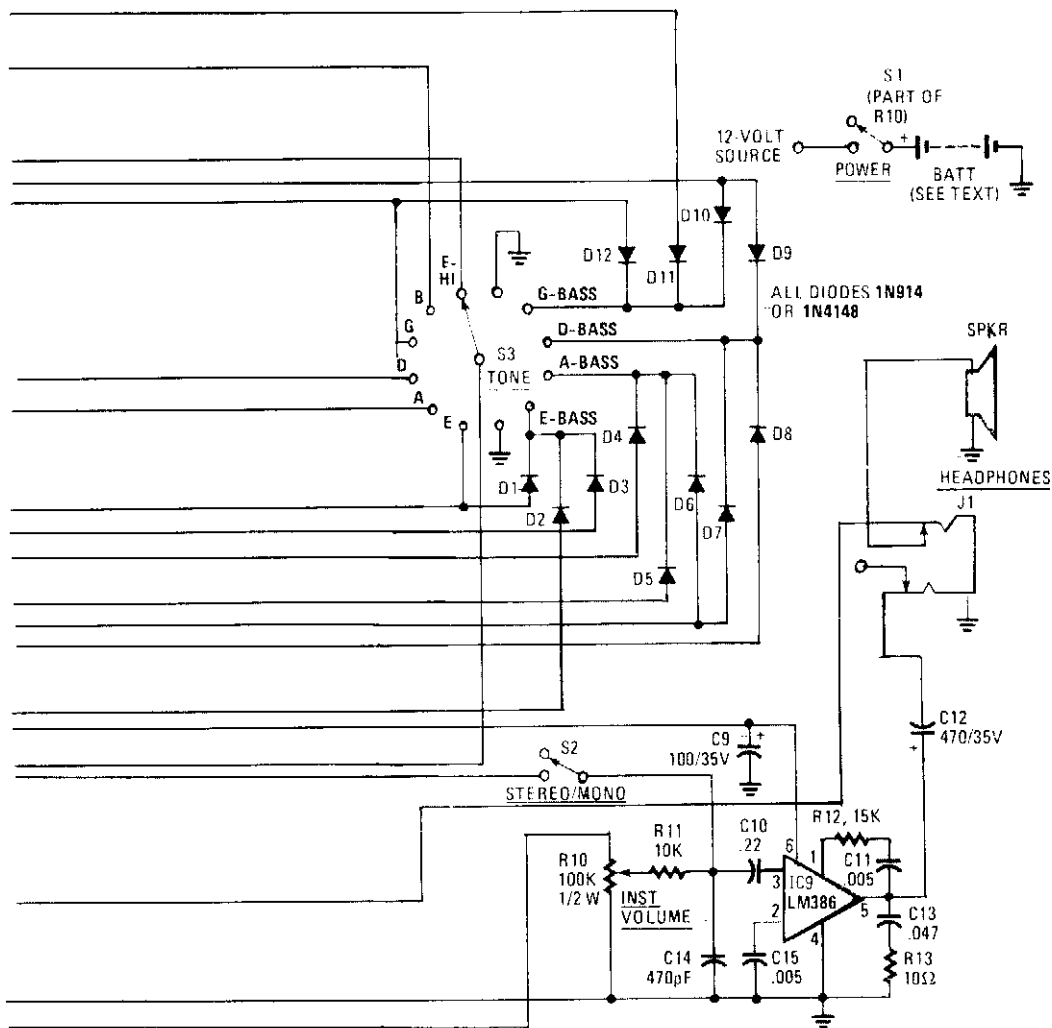 S1
(PART OF
R10)
12-VOLT
SOURCE
+
POWER
BATT
(SEE TEXT)
D10
D12
D11
D9
E-
HI
B
G-BASS
ALL DIODES 1N914
OR 1N4148
G
D-BASS
S3
TONE
A-BASS
SPKR
D
A
E
E-BASS
D4
D8
HEADPHONES
J1
D1
D3
D6
D2
D7
D5
C12
470/35V
+
C9
100/35V
+
S2
STEREO/MONO
R12, 15K
R11
10K
C10
.22
6
1
C11
.005
R10
100K
1/2 W
3
IC9
LM386
INST
VOLUME
2
5
4
C13
.047
C14
470pF
C15
.005
R13
10Ω